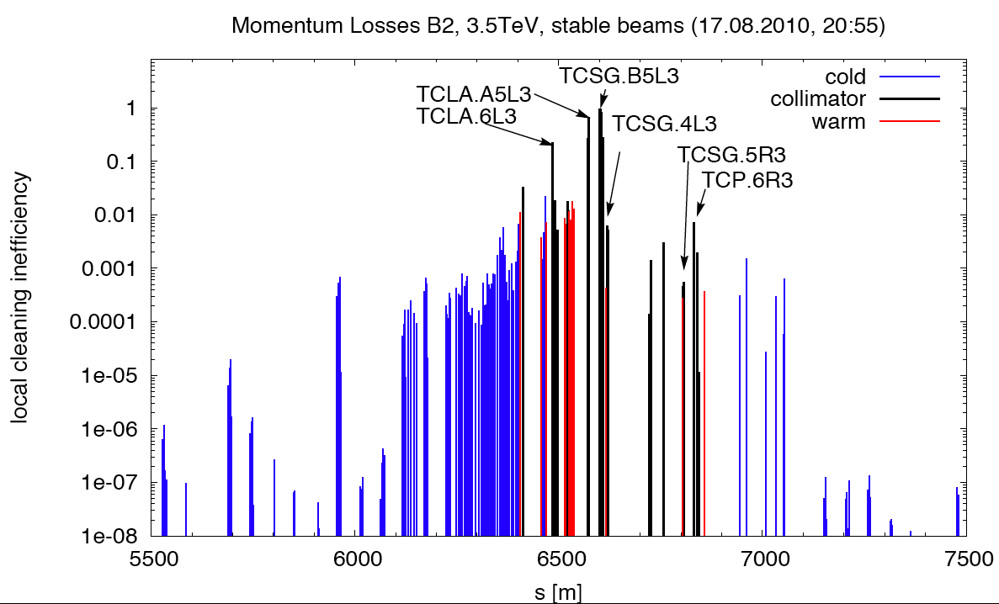 Momentum Losses B2, 3.5TeV, stable beams (17.08.2010, 20:55)
TCSG.B5L3
TCLA.A5L3
TCLA.6L3
TCSG.4L3
TCSG.5R3
TCP.6R3
cold
collimator
warm
local cleaning inefficiency
1
0.1
0.01
0.001
0.0001
1e-05
1e-06
1e-07
1e-08
5500 6000 6500 7000 7500
s [m]